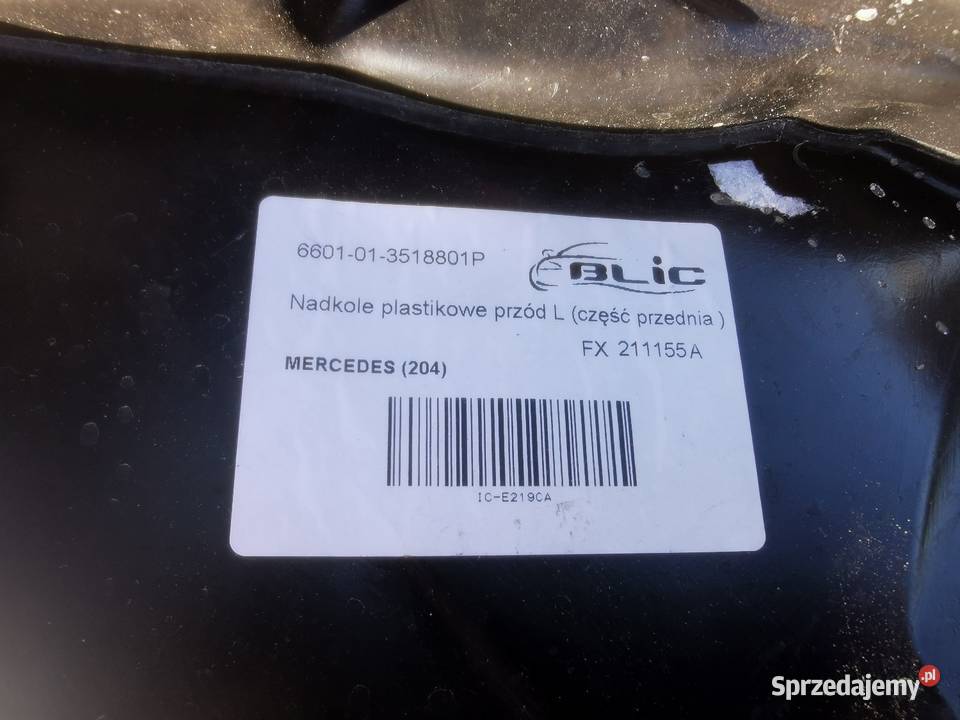 6601-01-3518801P
BLIC
Nadkole plastikowe przód L (część przednia )
FX 211155A
MERCEDES (204)
IC-E219CA
Sprzedajemy.pl